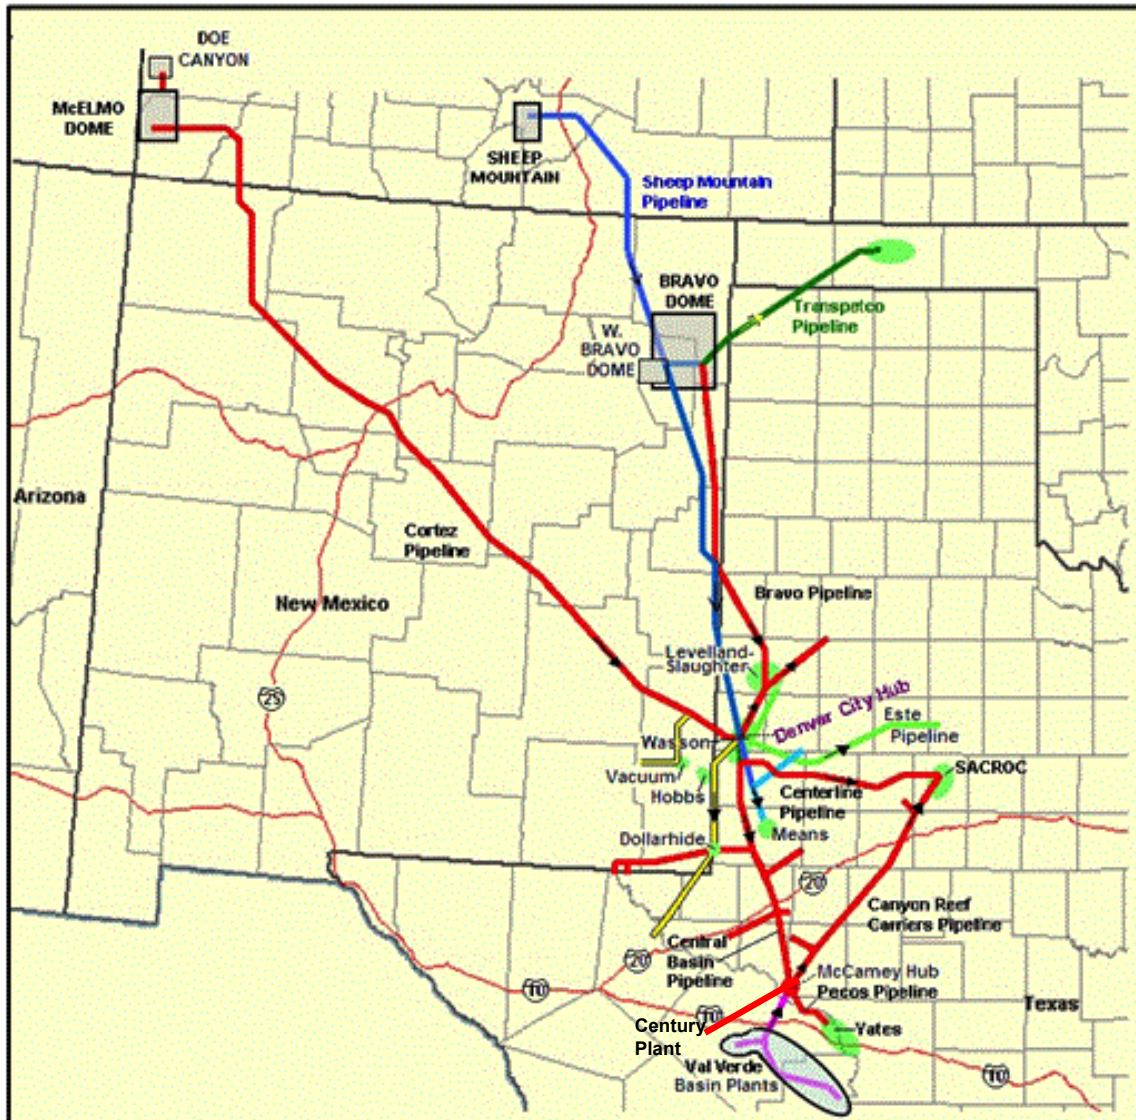 DOE
CANYON
McELMO
DOME
SHEEP
MOUNTAIN
Sheep Mountain
Pipeline
BRAVO
DOME
Transpetco
Pipeline
W.
BRAVO
DOME
Arizona
Cortez
Pipeline
New Mexico
Bravo Pipeline
Levelland-
Slaughter
25
Denver City Hub
Este
Pipeline
Wasson
Vacuum
Hobbs
SACROC
Centerline
Pipeline
Means
Dollarhide
20
Canyon Reef
Carriers Pipeline
Central
Basin
Pipeline
20
McCamey Hub
Pecos Pipeline
10
Texas
10
Century
Plant
Yates
Val Verde
Basin Plants
10